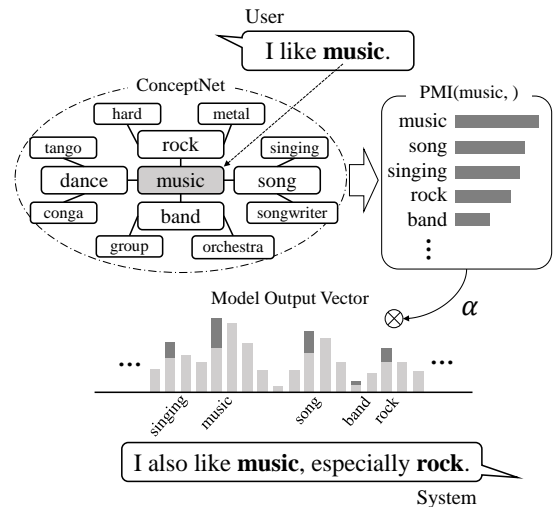 User
I like music.
ConceptNet
hard
metal
rock
tango
singing
dance
music
song
conga
songwriter
band
group
orchestra
PMI(music, )
music
song
singing
rock
band
⋮
Model Output Vector
α
...
...
singing
music
song
band
rock
I also like music, especially rock.
System